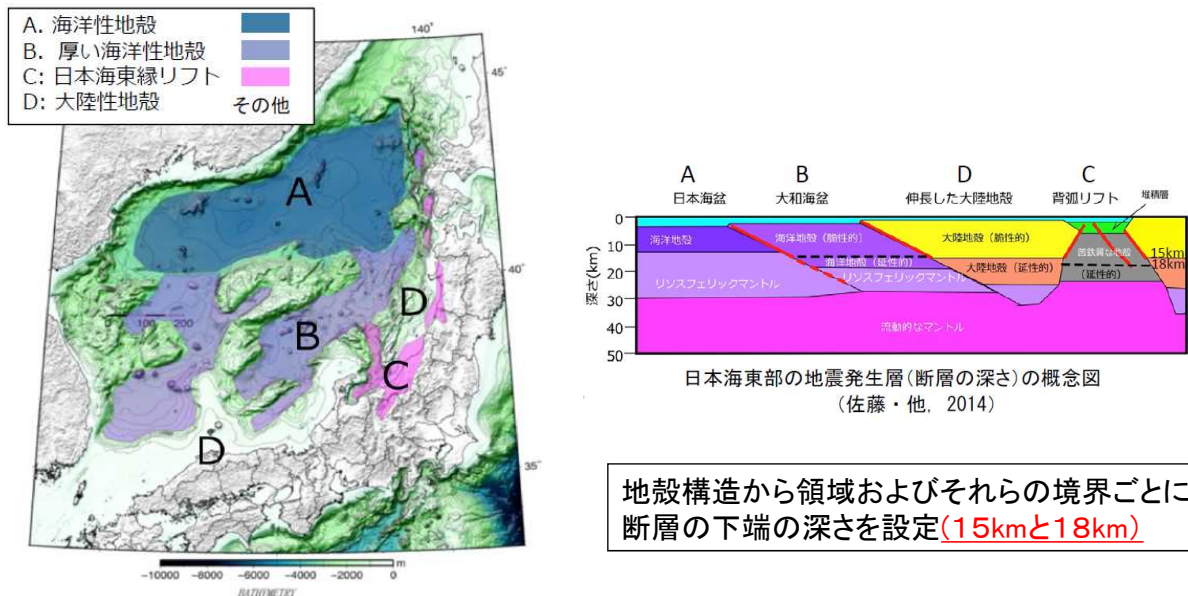 A. 海洋性地殻
B. 厚い海洋性地殻
C: 日本海東縁リフト
D: 大陸性地殻 その他
140°
45°
A
40°
D
0 100 200
B
C
D
35°
m
-10000 -8000 -6000 -4000 -2000 0
BATHYMETRY
A B D C
日本海盆 大和海盆 伸長した大陸地殻 背弧リフト 堆積層
0
10
20
30
40
50
深さ(km)
海洋地殻 海洋地殻(脆性的) 大陸地殻(脆性的) 苦鉄質な地殻 15km
海洋地殻(延性的) 大陸地殻(延性的) (延性的) 18km
リソスフェリックマントル リソスフェリックマントル
流動的なマントル
日本海東部の地震発生層(断層の深さ)の概念図
(佐藤・他, 2014)
地殻構造から領域およびそれらの境界ごとに
断層の下端の深さを設定(15kmと18km)